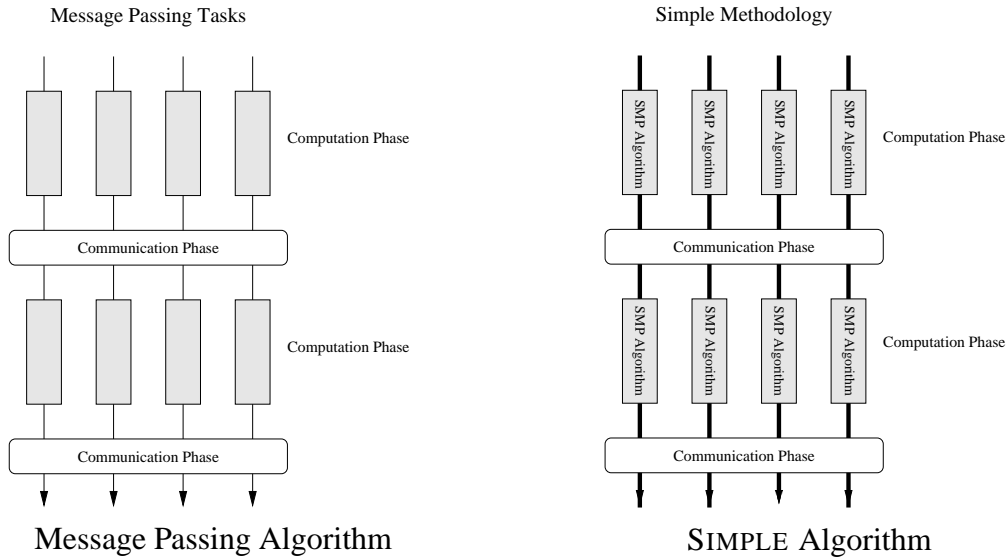 Message Passing Tasks
Computation Phase
Communication Phase
Computation Phase
Communication Phase
Message Passing Algorithm
Simple Methodology
SMP Algorithm
SMP Algorithm
SMP Algorithm
SMP Algorithm
Computation Phase
Communication Phase
SMP Algorithm
SMP Algorithm
SMP Algorithm
SMP Algorithm
Computation Phase
Communication Phase
SIMPLE Algorithm